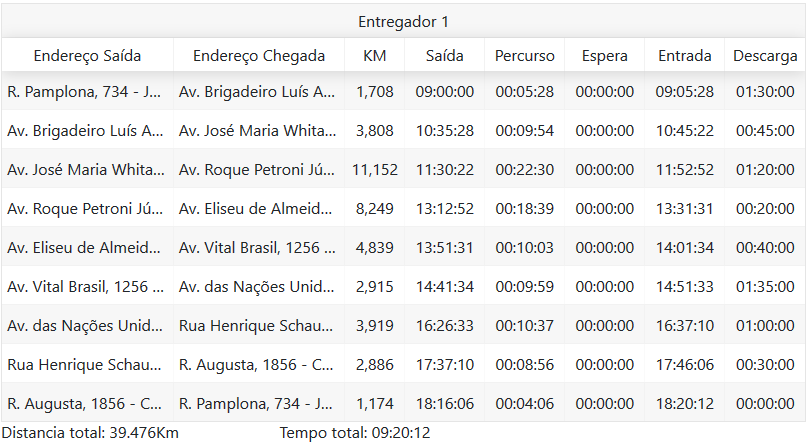 Entregador 1
Endereço Saída Endereço Chegada KM Saída Percurso Espera Entrada Descarga
R. Pamplona, 734 - J... Av. Brigadeiro Luís A... 1,708 09:00:00 00:05:28 00:00:00 09:05:28 01:30:00
Av. Brigadeiro Luís A... Av. José Maria Whita... 3,808 10:35:28 00:09:54 00:00:00 10:45:22 00:45:00
Av. José Maria Whita... Av. Roque Petroni Jú... 11,152 11:30:22 00:22:30 00:00:00 11:52:52 01:20:00
Av. Roque Petroni Jú... Av. Eliseu de Almeid... 8,249 13:12:52 00:18:39 00:00:00 13:31:31 00:20:00
Av. Eliseu de Almeid... Av. Vital Brasil, 1256 ... 4,839 13:51:31 00:10:03 00:00:00 14:01:34 00:40:00
Av. Vital Brasil, 1256 ... Av. das Nações Unid... 2,915 14:41:34 00:09:59 00:00:00 14:51:33 01:35:00
Av. das Nações Unid... Rua Henrique Schau... 3,919 16:26:33 00:10:37 00:00:00 16:37:10 01:00:00
Rua Henrique Schau... R. Augusta, 1856 - C... 2,886 17:37:10 00:08:56 00:00:00 17:46:06 00:30:00
R. Augusta, 1856 - C... R. Pamplona, 734 - J... 1,174 18:16:06 00:04:06 00:00:00 18:20:12 00:00:00
Distancia total: 39.476Km Tempo total: 09:20:12